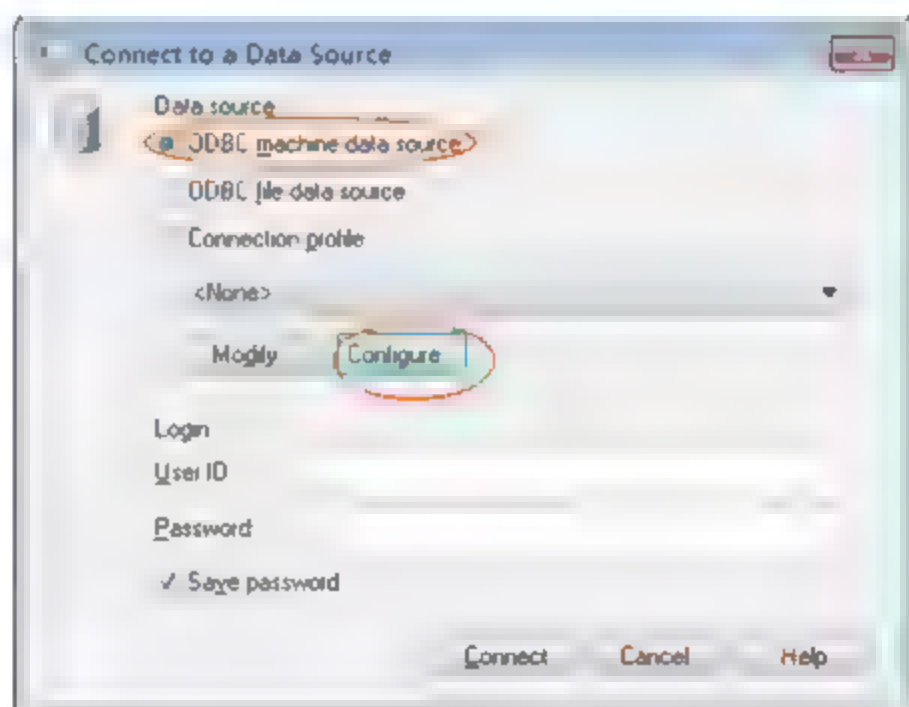 Connect to a Data Source
Data source
ODBC machine data source
ODBC file data source
Connection profile
<None>
Modify Configure
Login
User ID
Password
Save password
Connect Cancel Help